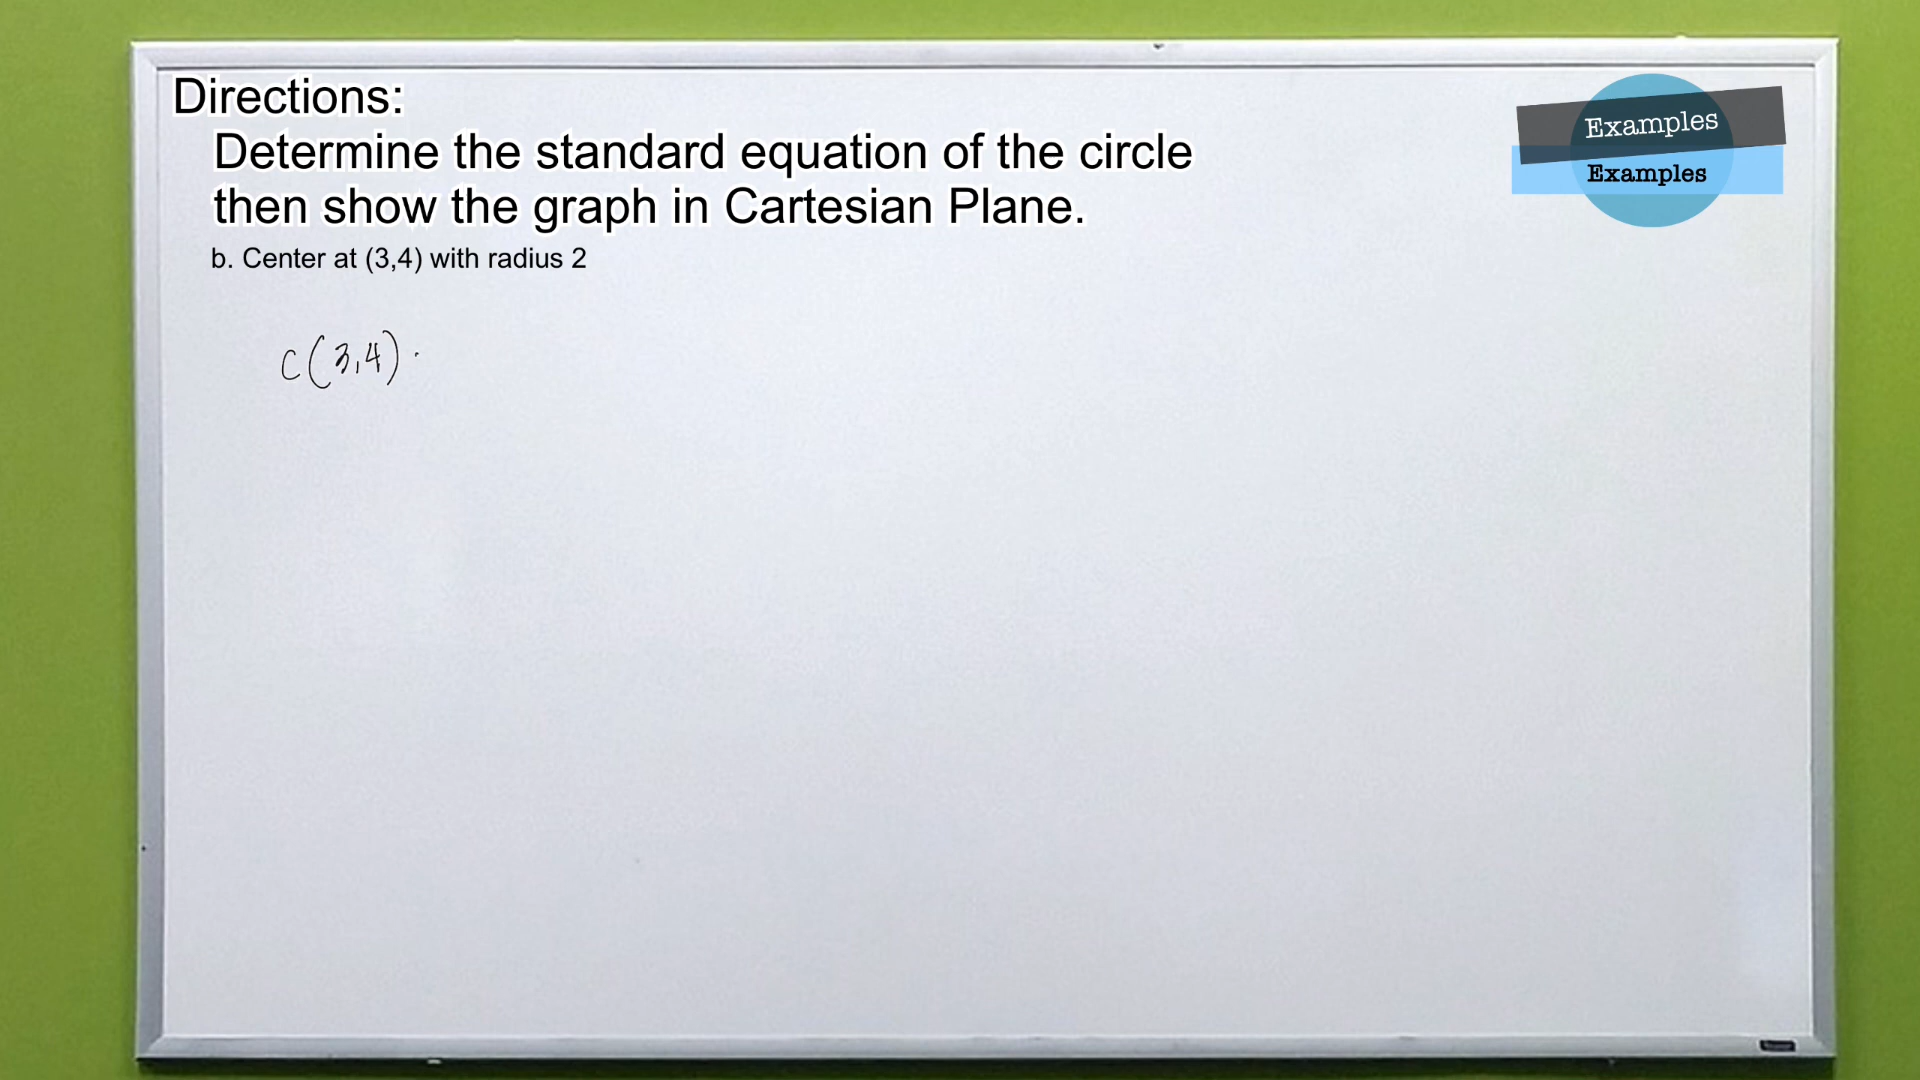 Directions:
Determine the standard equation of the circle
then show the graph in Cartesian Plane.
b. Center at (3,4) with radius 2
C(3,4)
Examples
Examples